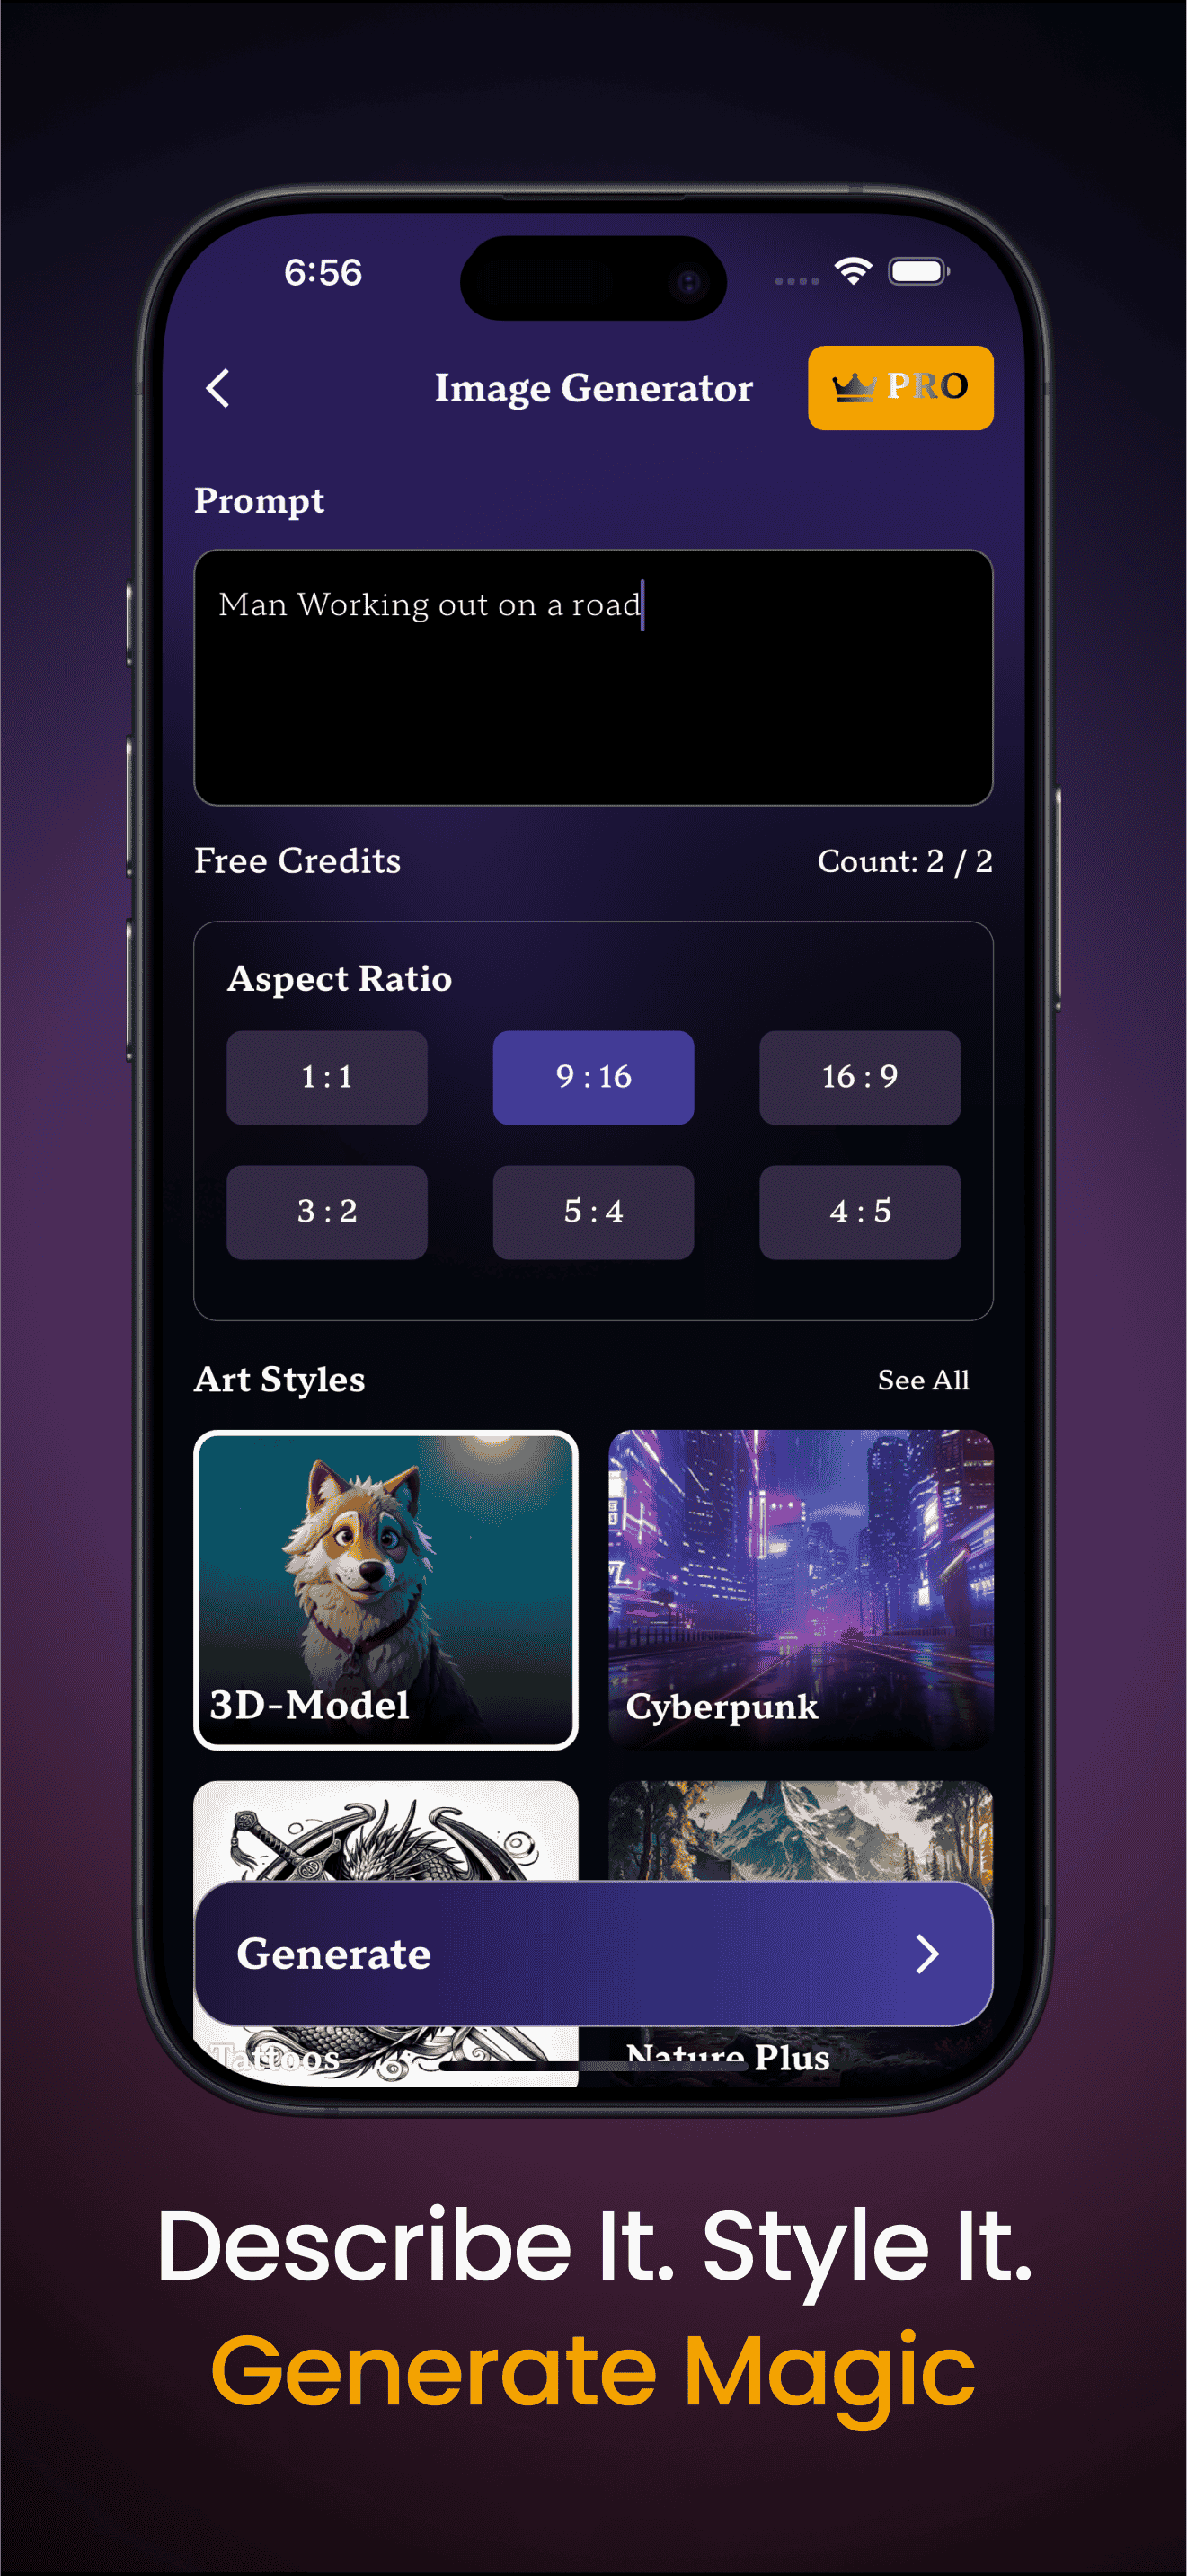 6:56
Image Generator
PRO
Prompt
Man Working out on a road
Free Credits
Count: 2 / 2
Aspect Ratio
1 : 1
9 : 16
16 : 9
3 : 2
5 : 4
4 : 5
Art Styles
See All
3D-Model
Cyberpunk
Generate
Tattoos
Nature Plus
Describe It. Style It.
Generate Magic